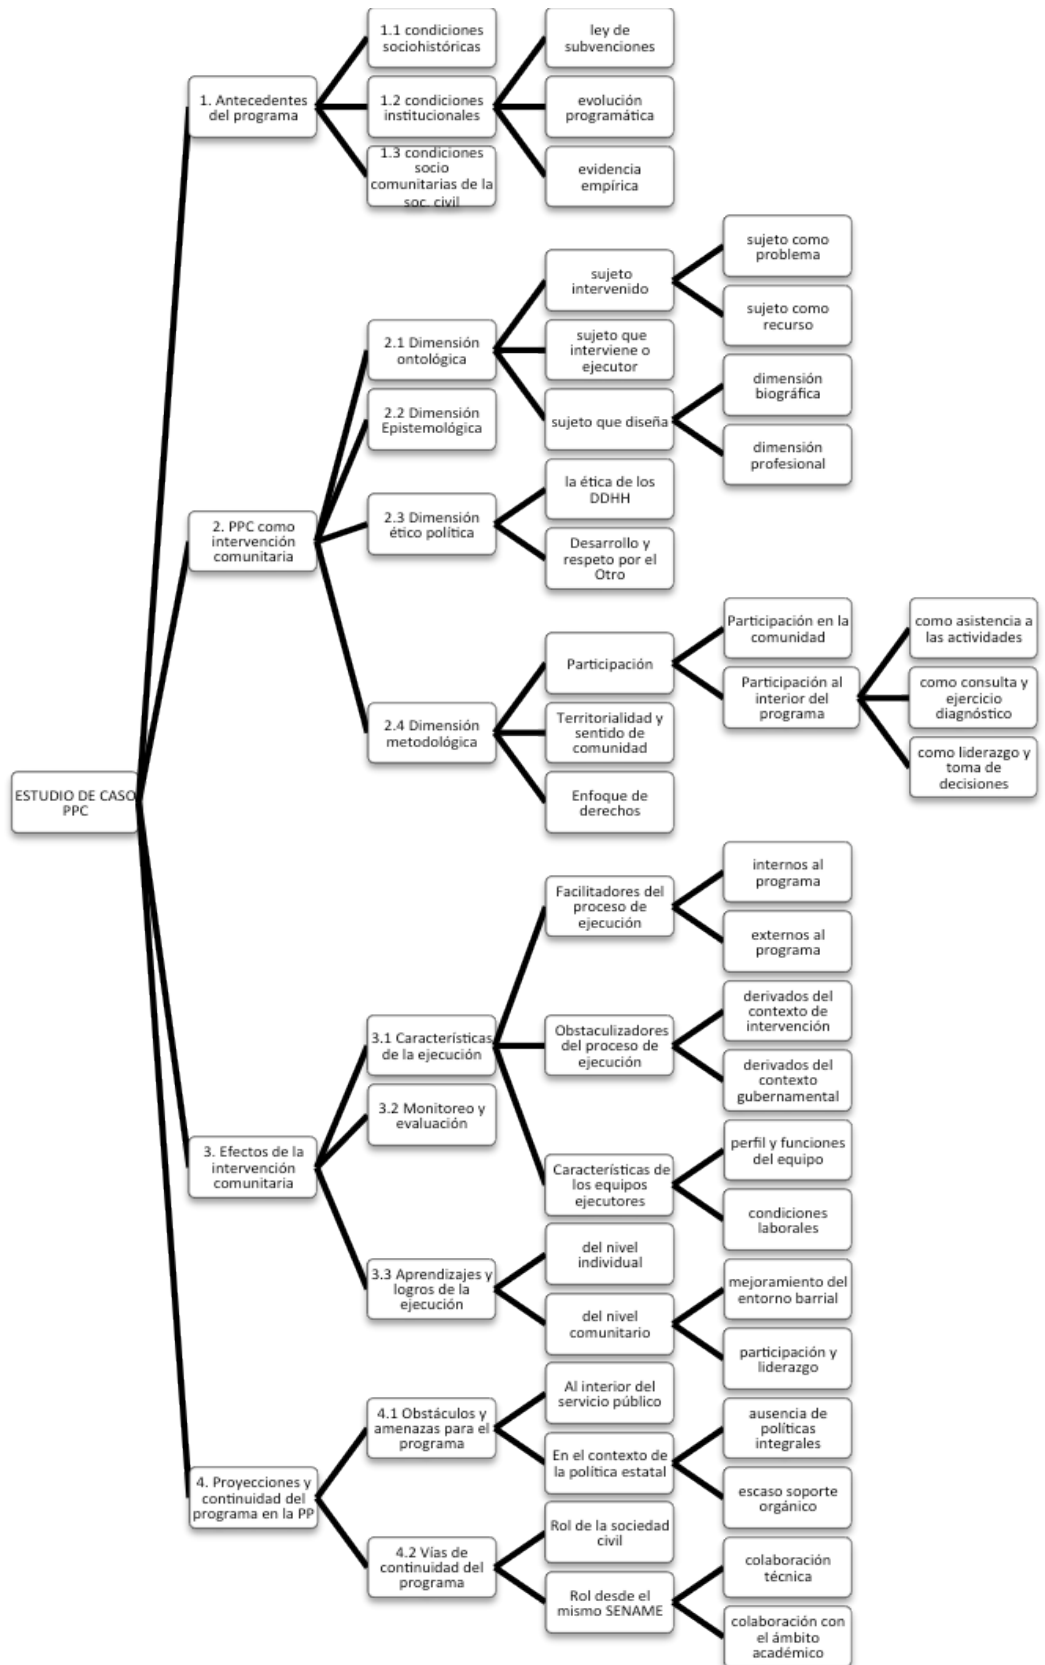 ESTUDIO DE CASO
PPC
1. Antecedentes
del programa
1.1 condiciones
sociohistóricas
1.2 condiciones
institucionales
ley de
subvenciones
evolución
programática
evidencia
empírica
1.3 condiciones
socio
comunitarias de la
soc. civil
2. PPC como
intervención
comunitaria
2.1 Dimensión
ontológica
sujeto
intervenido
sujeto como
problema
sujeto como
recurso
sujeto que
interviene o
ejecutor
sujeto que diseña
dimensión
biográfica
dimensión
profesional
2.2 Dimensión
Epistemológica
2.3 Dimensión
ético política
la ética de los
DDHH
Desarrollo y
respeto por el
Otro
2.4 Dimensión
metodológica
Participación
Participación en la
comunidad
Participación al
interior del
programa
como asistencia a
las actividades
como consulta y
ejercicio
diagnóstico
como liderazgo y
toma de
decisiones
Territorialidad y
sentido de
comunidad
Enfoque de
derechos
3. Efectos de la
intervención
comunitaria
3.1 Características
de la ejecución
Facilitadores del
proceso de
ejecución
internos al
programa
externos al
programa
Obstaculizadores
del proceso de
ejecución
derivados del
contexto de
intervención
derivados del
contexto
gubernamental
Características de
los equipos
ejecutores
perfil y funciones
del equipo
condiciones
laborales
3.2 Monitoreo y
evaluación
3.3 Aprendizajes y
logros de la
ejecución
del nivel
individual
del nivel
comunitario
mejoramiento del
entorno barrial
participación y
liderazgo
4. Proyecciones y
continuidad del
programa en la PP
4.1 Obstáculos y
amenazas para el
programa
Al interior del
servicio público
En el contexto de
la política estatal
ausencia de
políticas
integrales
escaso soporte
orgánico
4.2 Vías de
continuidad del
programa
Rol de la sociedad
civil
Rol desde el
mismo SENAME
colaboración
técnica
colaboración con
el ámbito
académico